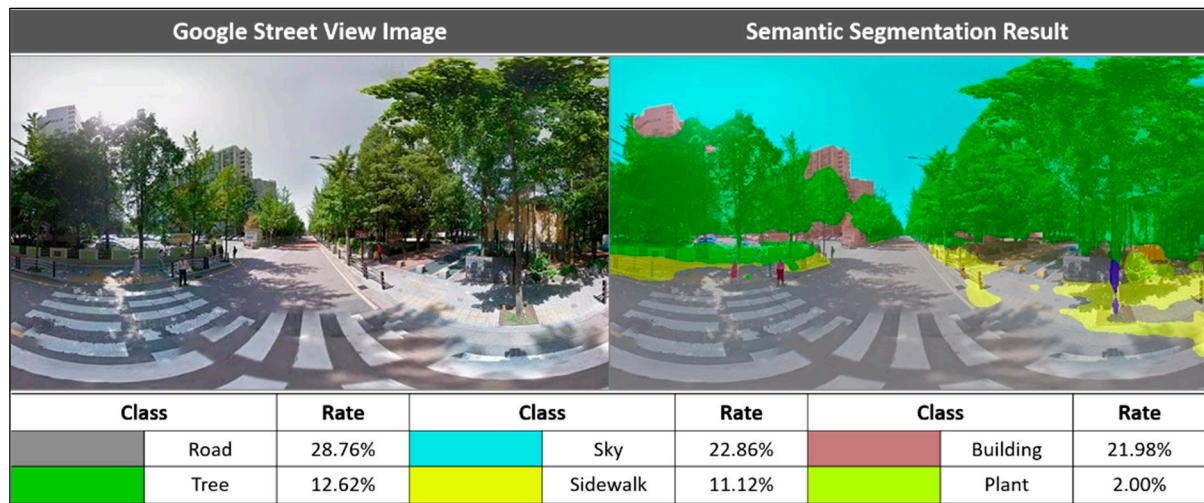 Google Street View Image Semantic Segmentation Result
Class Rate Class Rate Class Rate
Road 28.76% Sky 22.86% Building 21.98%
Tree 12.62% Sidewalk 11.12% Plant 2.00%